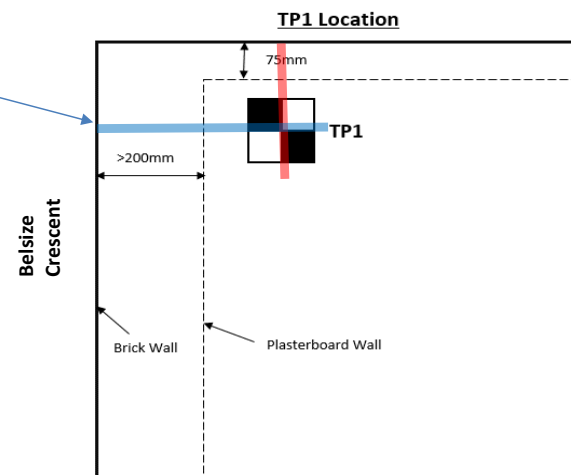 TP1 Location
75mm
TP1
>200mm
Belsize
Crescent
Brick Wall
Plasterboard Wall